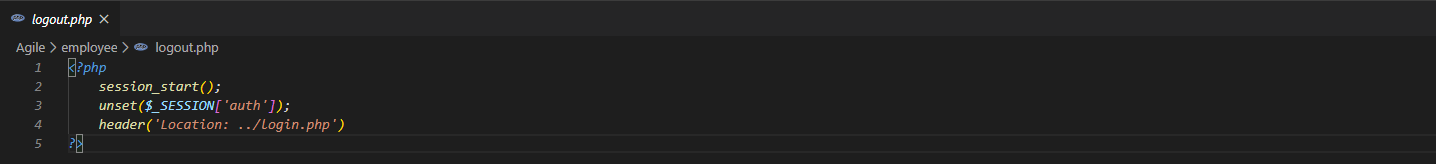 logout.php
Agile > employee > logout.php
1 <?php
2 session_start();
3 unset($_SESSION['auth']);
4 header('Location: ../login.php')
5 ?>